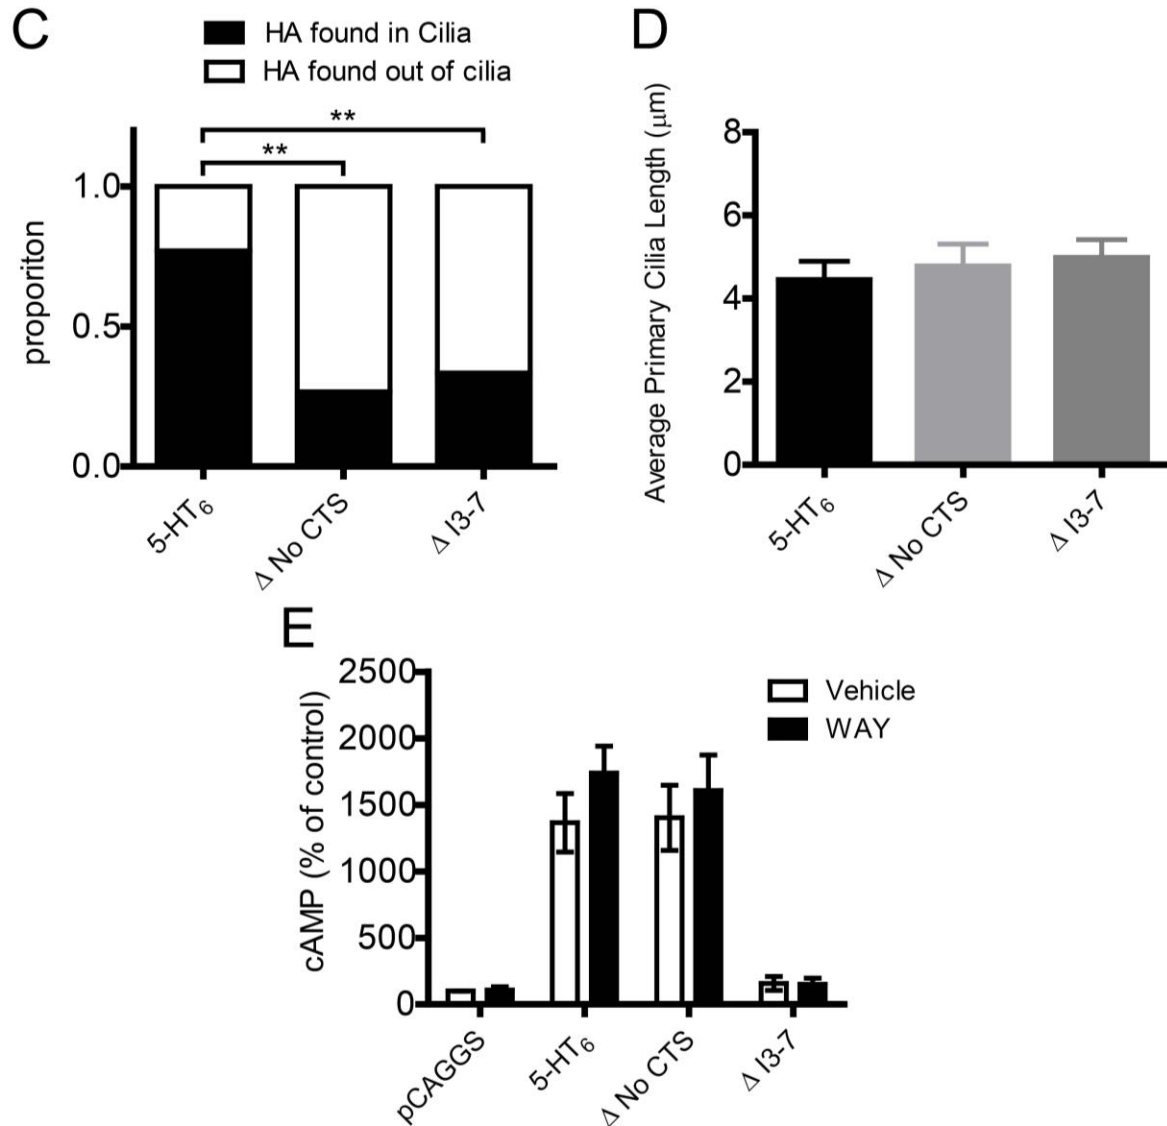 C
HA found in Cilia
HA found out of cilia
**
**
proporiton
1.0
0.5
0.0
5-HT6
Δ No CTS
Δ I3-7
D
Average Primary Cilia Length (μm)
8
6
4
2
0
5-HT6
Δ No CTS
Δ I3-7
E
cAMP (% of control)
2500
2000
1500
1000
500
0
Vehicle
WAY
pCAGGS
5-HT6
Δ No CTS
Δ I3-7